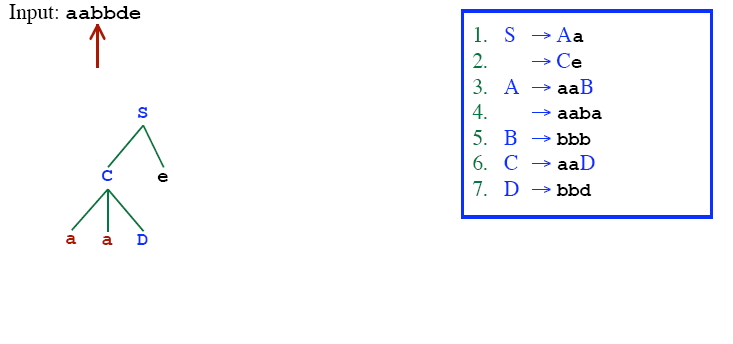 Input: aabbde
S
C e
a a D
1. S → Aa
2. → Ce
3. A → aaB
4. → aaba
5. B → bbb
6. C → aaD
7. D → bbd